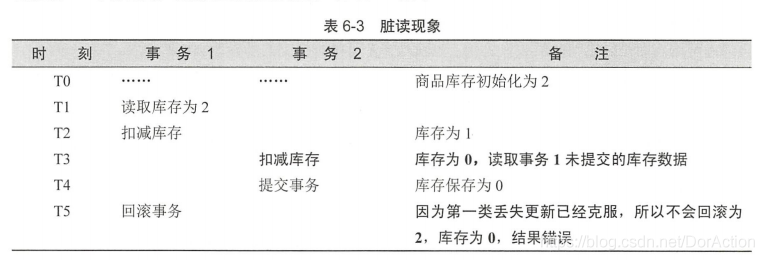 表 6-3 脏读现象
时 刻 事 务 1 事 务 2 备 注
T0 …… …… 商品库存初始化为 2
T1 读取库存为 2
T2 扣减库存 库存为 1
T3 扣减库存 库存为 0，读取事务 1 未提交的库存数据
T4 提交事务 库存保存为 0
T5 回滚事务 因为第一类丢失更新已经克服，所以不会回滚为
2，库存为 0，结果错误
https://blog.csdn.net/DorAction